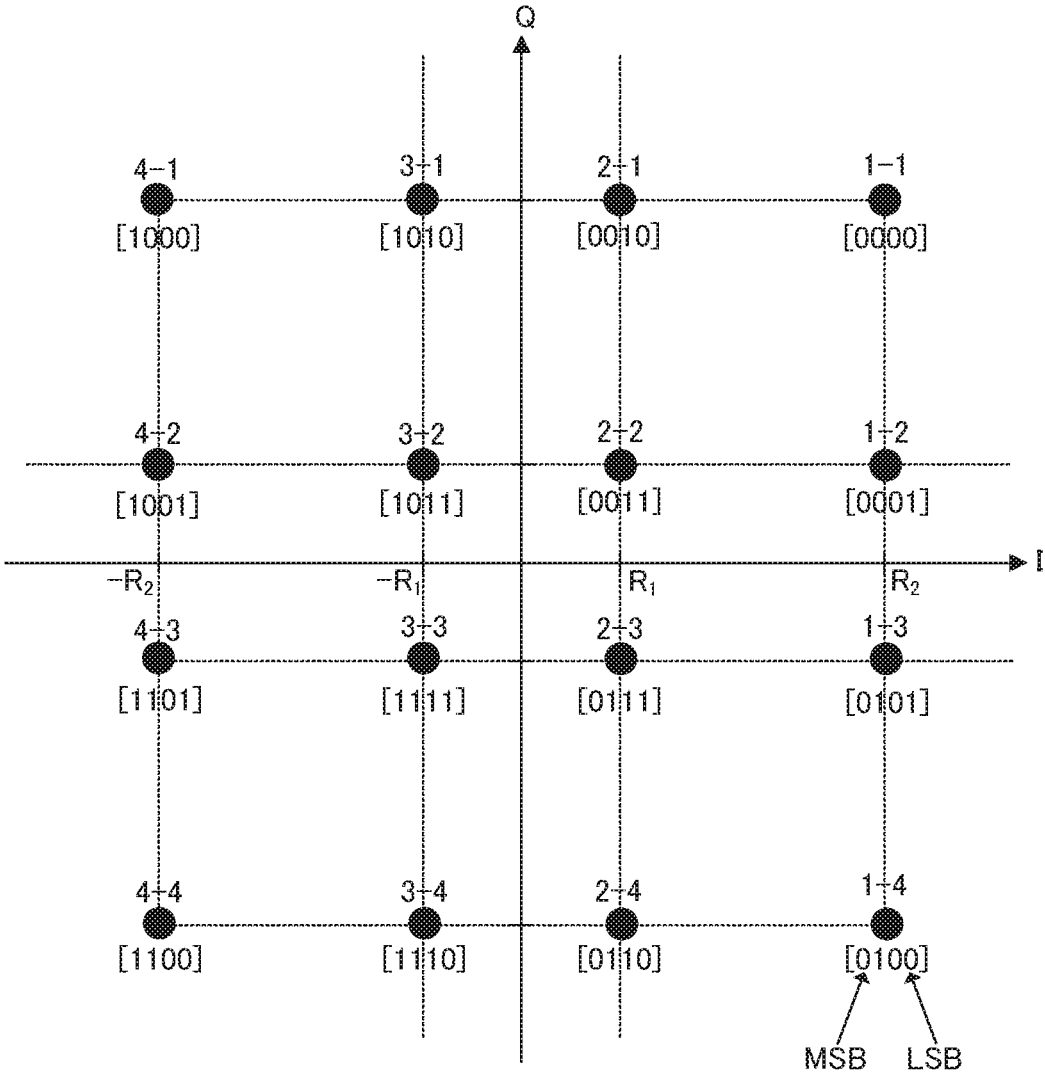 Q
4-1 3-1 2-1 1-1
[1000] [1010] [0010] [0000]
4-2 3-2 2-2 1-2
[1001] [1011] [0011] [0001]
I
-R₂ -R₁ R₁ R₂
4-3 3-3 2-3 1-3
[1101] [1111] [0111] [0101]
4-4 3-4 2-4 1-4
[1100] [1110] [0110] [0100]
MSB LSB